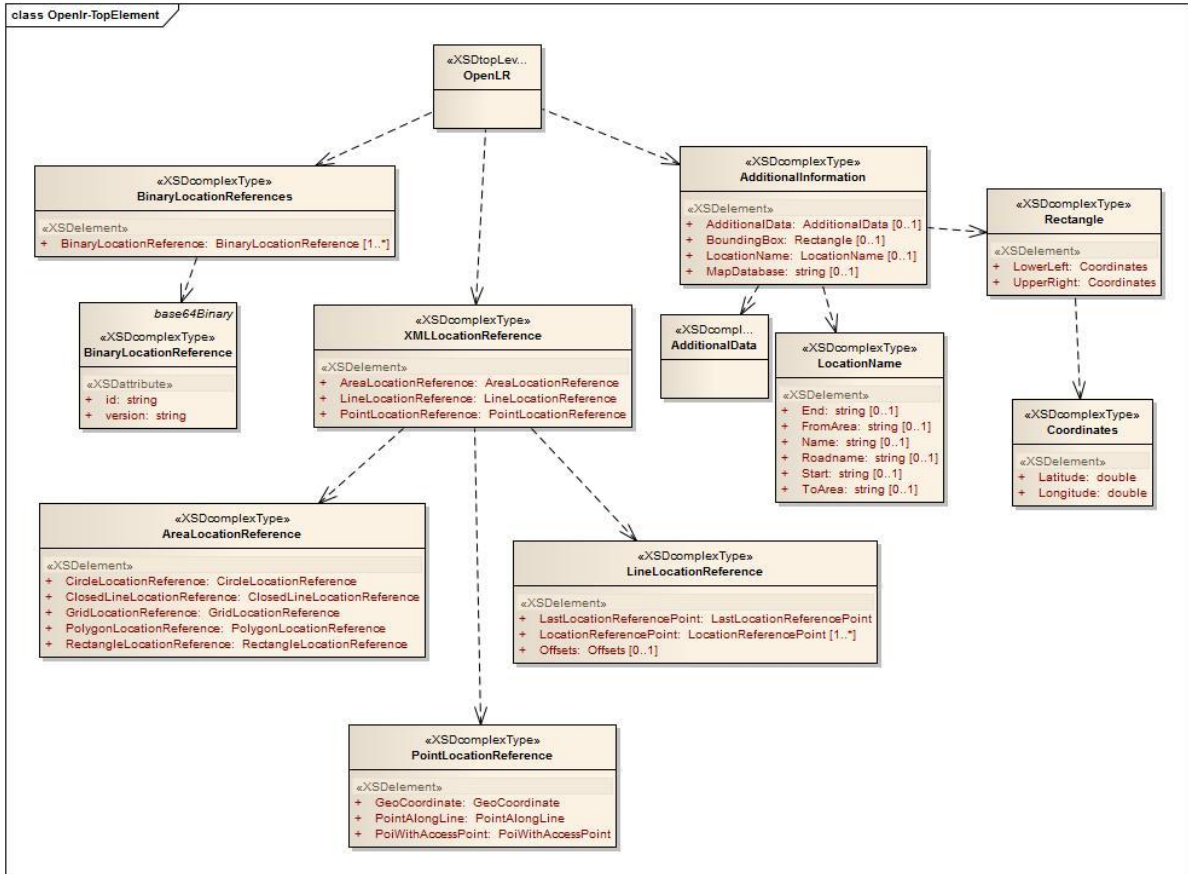 class Openlr-TopElement
«XSDtopLev...
OpenLR
«XSDcomplexType»
BinaryLocationReferences
«XSDelement»
+ BinaryLocationReference: BinaryLocationReference [1..*]
«XSDcomplexType»
AdditionalInformation
«XSDelement»
+ AdditionalData: AdditionalData [0..1]
+ BoundingBox: Rectangle [0..1]
+ LocationName: LocationName [0..1]
+ MapDatabase: string [0..1]
«XSDcomplexType»
Rectangle
«XSDelement»
+ LowerLeft: Coordinates
+ UpperRight: Coordinates
base64Binary
«XSDcomplexType»
BinaryLocationReference
«XSDattribute»
+ id: string
+ version: string
«XSDcomplexType»
XMLLocationReference
«XSDelement»
+ AreaLocationReference: AreaLocationReference
+ LineLocationReference: LineLocationReference
+ PointLocationReference: PointLocationReference
«XSDcompl...
AdditionalData
«XSDcomplexType»
LocationName
«XSDelement»
+ End: string [0..1]
+ FromArea: string [0..1]
+ Name: string [0..1]
+ Roadname: string [0..1]
+ Start: string [0..1]
+ ToArea: string [0..1]
«XSDcomplexType»
Coordinates
«XSDelement»
+ Latitude: double
+ Longitude: double
«XSDcomplexType»
AreaLocationReference
«XSDelement»
+ CircleLocationReference: CircleLocationReference
+ ClosedLineLocationReference: ClosedLineLocationReference
+ GridLocationReference: GridLocationReference
+ PolygonLocationReference: PolygonLocationReference
+ RectangleLocationReference: RectangleLocationReference
«XSDcomplexType»
LineLocationReference
«XSDelement»
+ LastLocationReferencePoint: LastLocationReferencePoint
+ LocationReferencePoint: LocationReferencePoint [1..*]
+ Offsets: Offsets [0..1]
«XSDcomplexType»
PointLocationReference
«XSDelement»
+ GeoCoordinate: GeoCoordinate
+ PointAlongLine: PointAlongLine
+ PoiWithAccessPoint: PoiWithAccessPoint